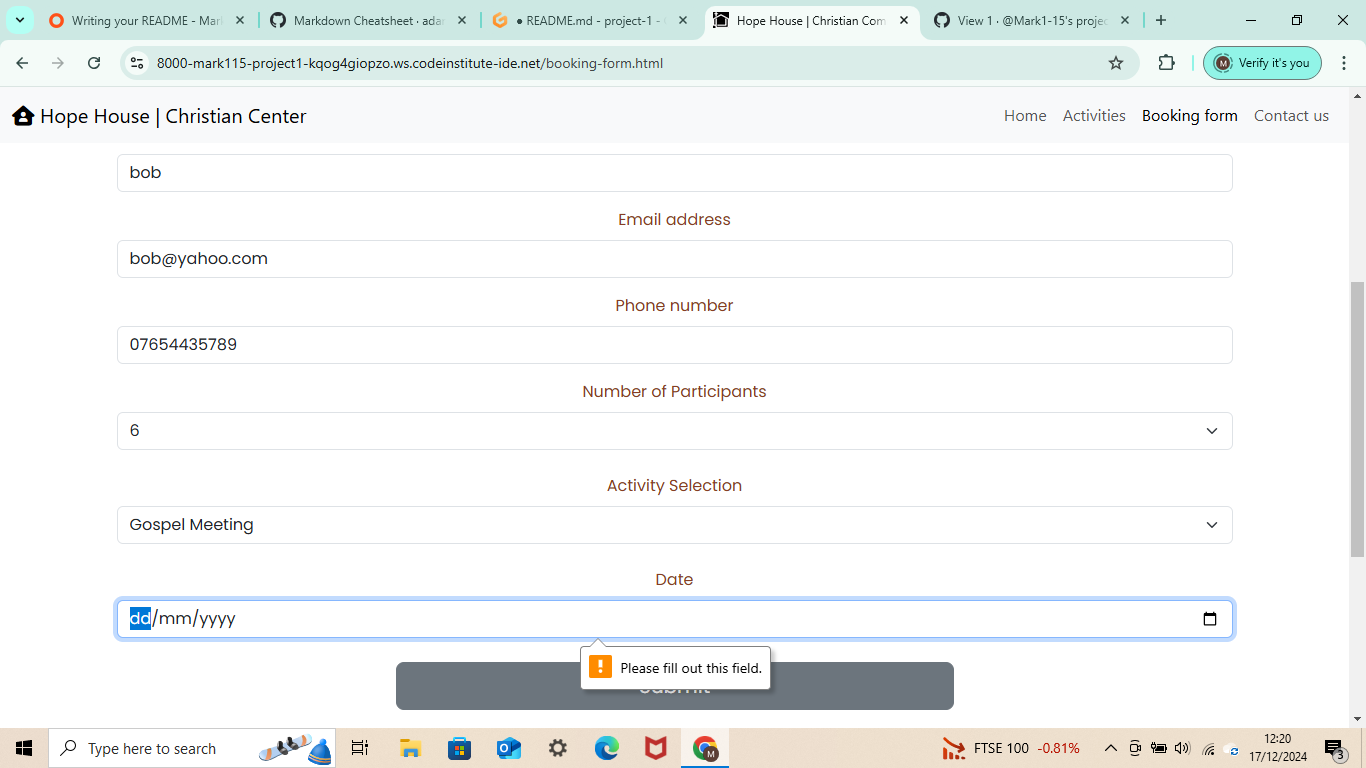 Writing your README - Mar
Markdown Cheatsheet · adar
● README.md - project-1 -
Hope House | Christian Com
View 1 · @Mark1-15's projec
8000-mark115-project1-kqog4giopzo.ws.codeinstitute-ide.net/booking-form.html
M
Verify it's you
Hope House | Christian Center
Home
Activities
Booking form
Contact us
bob
Email address
bob@yahoo.com
Phone number
07654435789
Number of Participants
6
Activity Selection
Gospel Meeting
Date
dd/mm/yyyy
Please fill out this field.
Submit
Type here to search
M
FTSE 100 -0.81%
12:20
17/12/2024
3